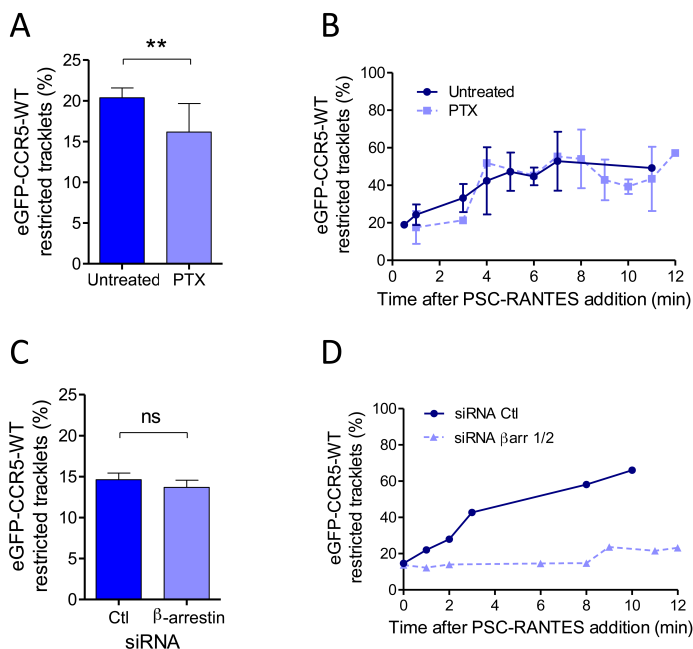 A
eGFP-CCR5-WT
restricted tracklets (%)
25
20
15
10
5
0
**
Untreated
PTX
B
eGFP-CCR5-WT
restricted tracklets (%)
100
80
60
40
20
0
Untreated
PTX
0 2 4 6 8 10 12
Time after PSC-RANTES addition (min)
C
eGFP-CCR5-WT
restricted tracklets (%)
25
20
15
10
5
0
ns
Ctl
β-arrestin
siRNA
D
eGFP-CCR5-WT
restricted tracklets (%)
100
80
60
40
20
0
siRNA Ctl
siRNA βarr 1/2
0 2 4 6 8 10 12
Time after PSC-RANTES addition (min)